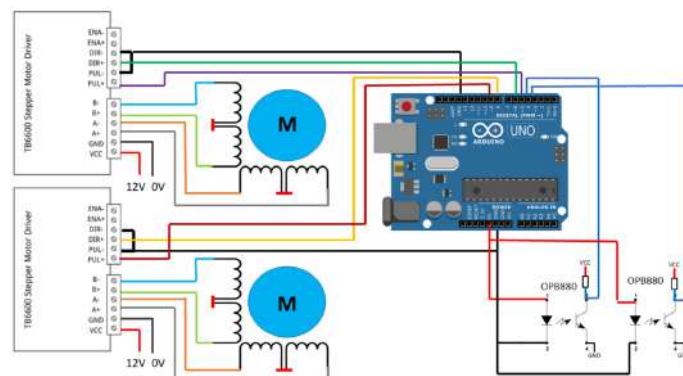 TB6600 Stepper Motor Driver
ENA-
ENA+
DIR-
DIR+
PUL-
PUL+
B-
B+
A-
A+
GND
VCC
12V 0V
M
UNO
ARDUINO
TB6600 Stepper Motor Driver
ENA-
ENA+
DIR-
DIR+
PUL-
PUL+
B-
B+
A-
A+
GND
VCC
12V 0V
M
VCC
OPB880
GND
VCC
OPB880